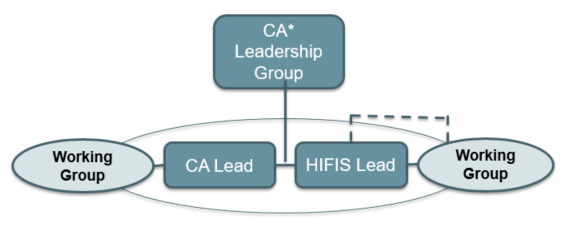 CA*
Leadership
Group
Working
Group
CA Lead
HIFIS Lead
Working
Group